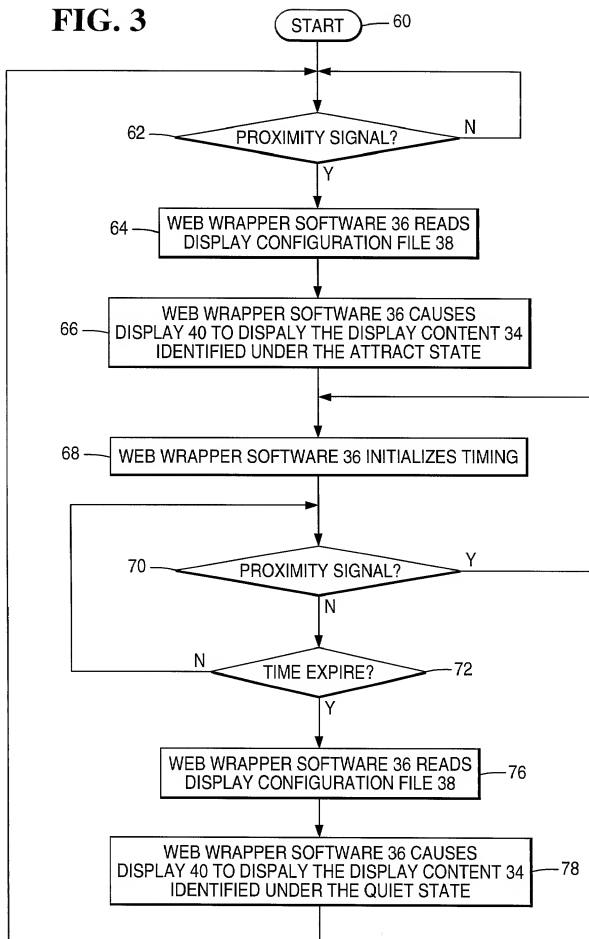 FIG. 3
START
60
62
PROXIMITY SIGNAL?
N
Y
64
WEB WRAPPER SOFTWARE 36 READS
DISPLAY CONFIGURATION FILE 38
66
WEB WRAPPER SOFTWARE 36 CAUSES
DISPLAY 40 TO DISPALY THE DISPLAY CONTENT 34
IDENTIFIED UNDER THE ATTRACT STATE
68
WEB WRAPPER SOFTWARE 36 INITIALIZES TIMING
70
PROXIMITY SIGNAL?
Y
N
N
TIME EXPIRE?
72
Y
WEB WRAPPER SOFTWARE 36 READS
DISPLAY CONFIGURATION FILE 38
76
WEB WRAPPER SOFTWARE 36 CAUSES
DISPLAY 40 TO DISPALY THE DISPLAY CONTENT 34
IDENTIFIED UNDER THE QUIET STATE
78